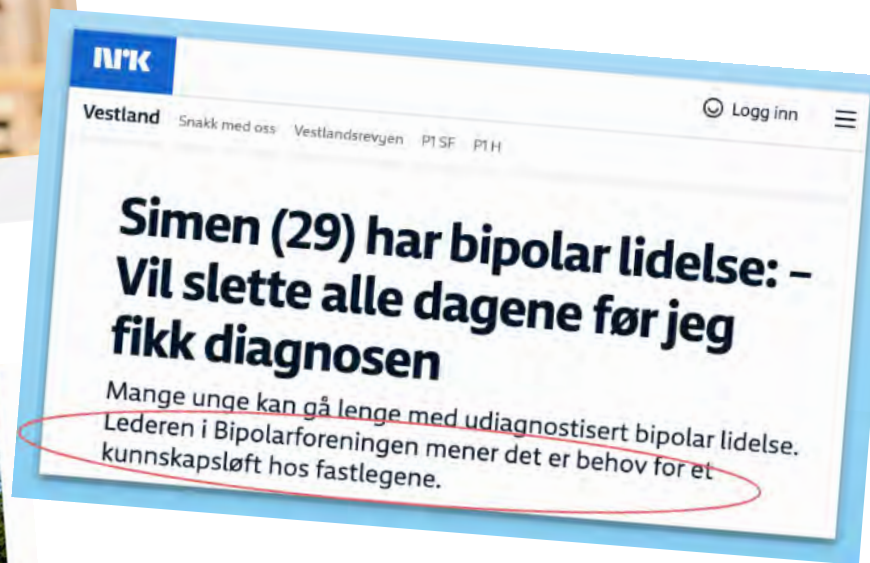 NRK
Logg inn
Vestland Snakk med oss Vestlandsrevyen P1 SF P1 H
Simen (29) har bipolar lidelse: –
Vil slette alle dagene før jeg
fikk diagnosen
Mange unge kan gå lenge med udiagnostisert bipolar lidelse.
Lederen i Bipolarforeningen mener det er behov for et
kunnskapsløft hos fastlegene.